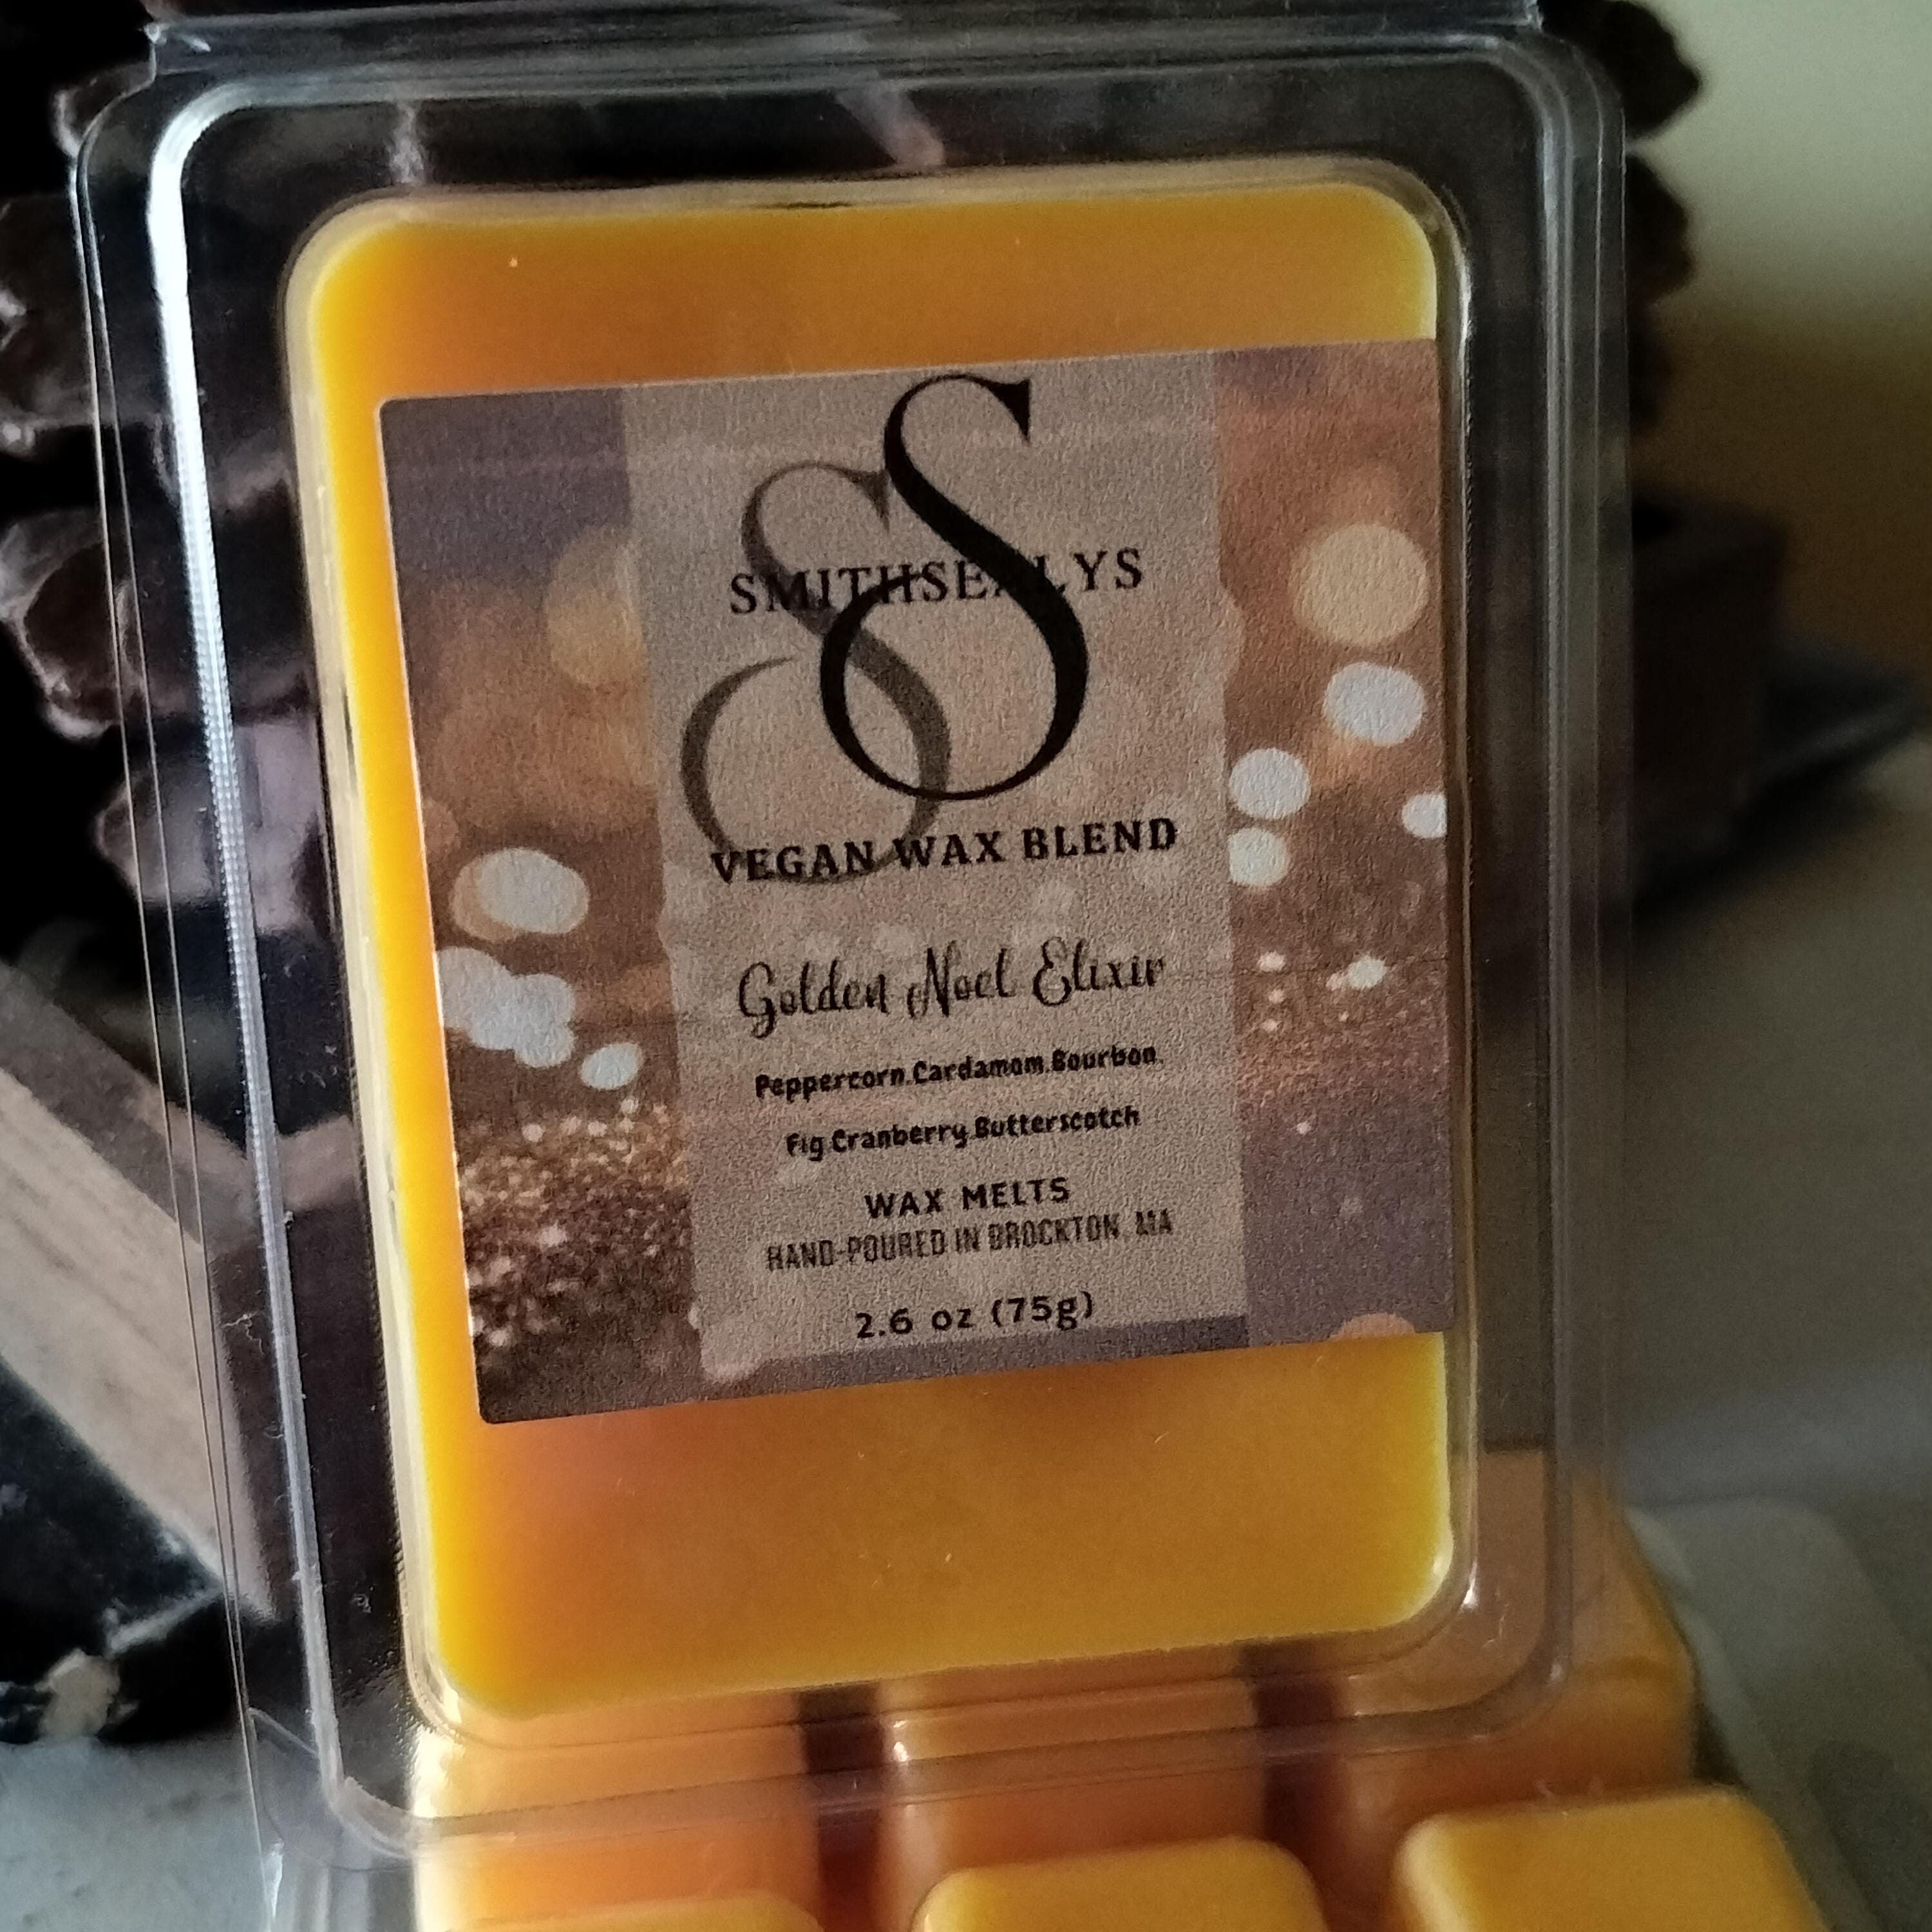 SS
SMITHSEALYS
VEGAN WAX BLEND
Golden Noel Elixir
Peppercorn.Cardamom.Bourbon.
Fig.Cranberry.Butterscotch
WAX MELTS
HAND-POURED IN BROCKTON, MA
2.6 oz (75g)